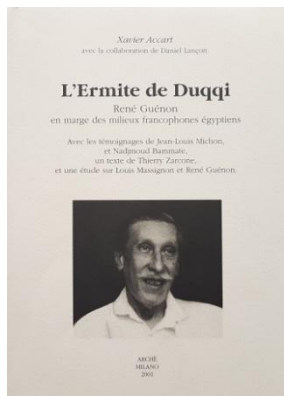 Xavier Accart
avec la collaboration de Daniel Lançon
L'Ermite de Duqqi
René Guénon
en marge des milieux francophones égyptiens
Avec les témoignages de Jean-Louis Michon,
et Nadjmoud Bammate,
un texte de Thierry Zarcone,
et une étude sur Louis Massignon et René Guénon
ARCHÈ
MILANO
2001